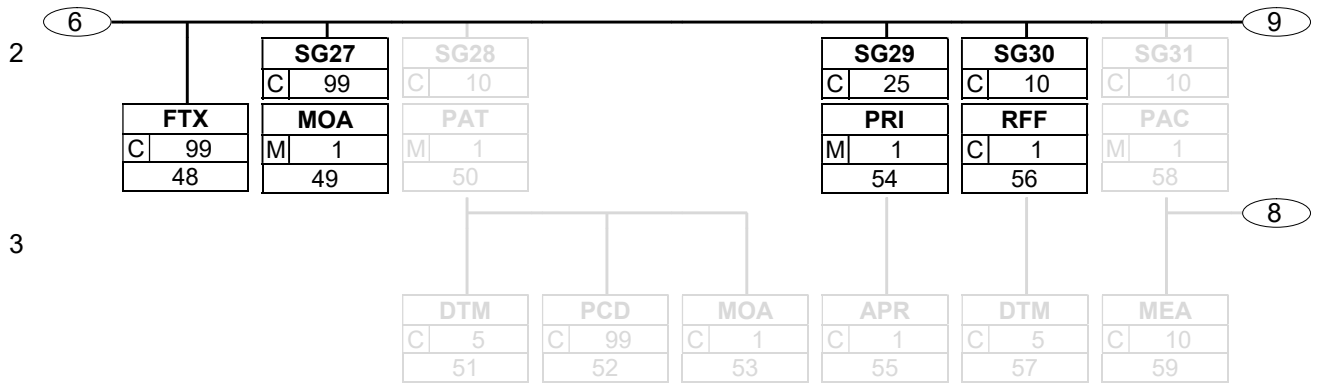 6 9
2
SG27 SG28 SG29 SG30 SG31
C 99 C 10 C 25 C 10 C 10
FTX MOA PAT PRI RFF PAC
C 99 M 1 M 1 M 1 C 1 M 1
48 49 50 54 56 58
8
3
DTM PCD MOA APR DTM MEA
C 5 C 99 C 1 C 1 C 5 C 10
51 52 53 55 57 59